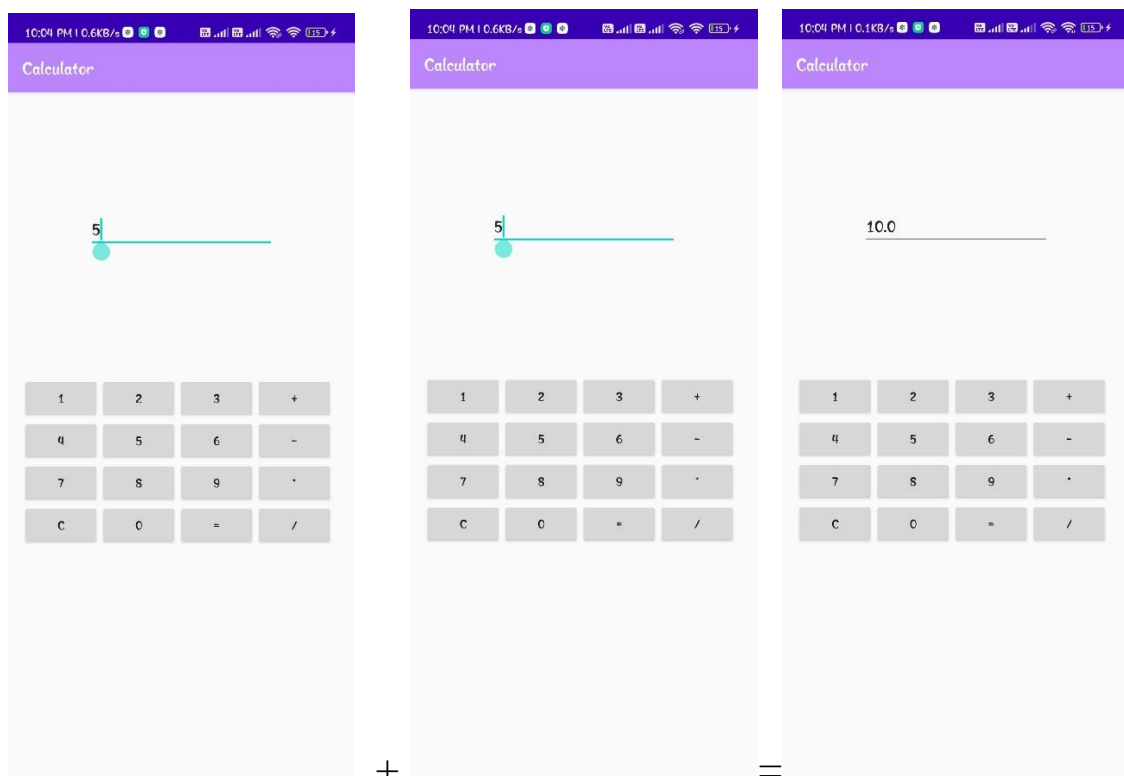 10:04 PM | 0.6KB/s
Calculator
5
1 2 3 +
4 5 6 -
7 8 9 *
C 0 = /
+
10:04 PM | 0.6KB/s
Calculator
5
1 2 3 +
4 5 6 -
7 8 9 *
C 0 = /
=
10:04 PM | 0.1KB/s
Calculator
10.0
1 2 3 +
4 5 6 -
7 8 9 *
C 0 = /